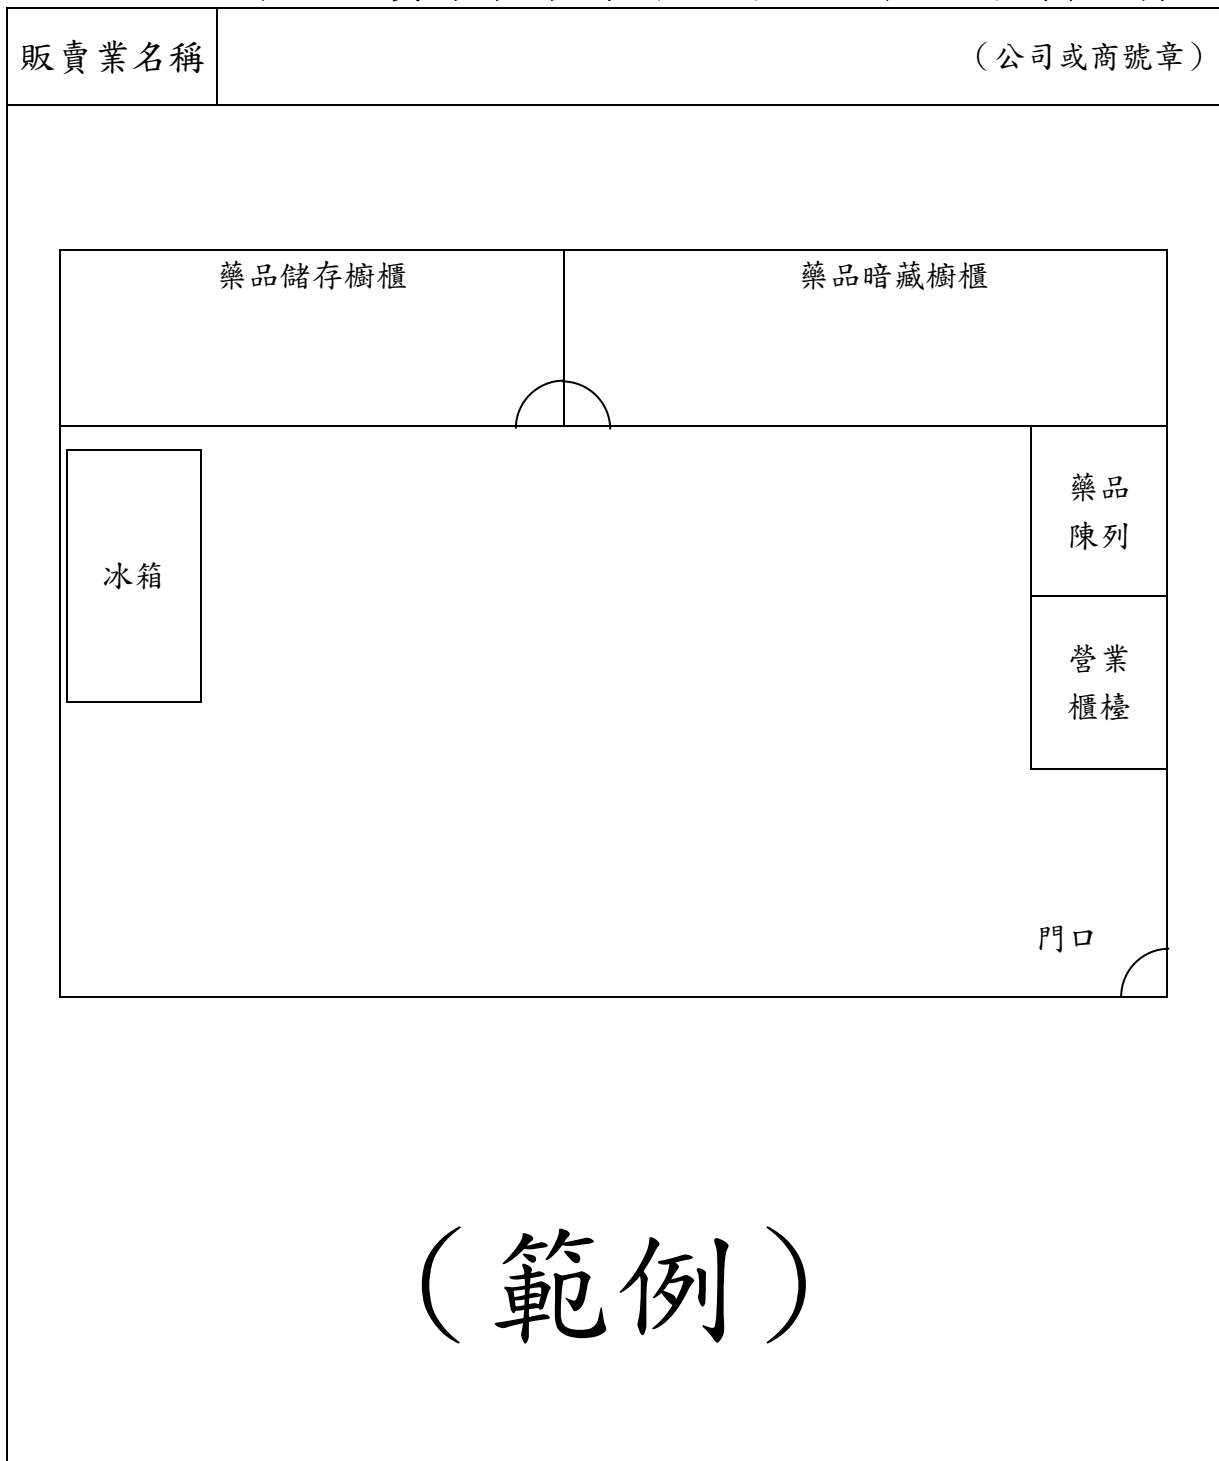 販賣業名稱 （公司或商號章）
藥品儲存櫥櫃 藥品暗藏櫥櫃
藥品
陳列
冰箱
營業
櫃檯
門口
（範例）